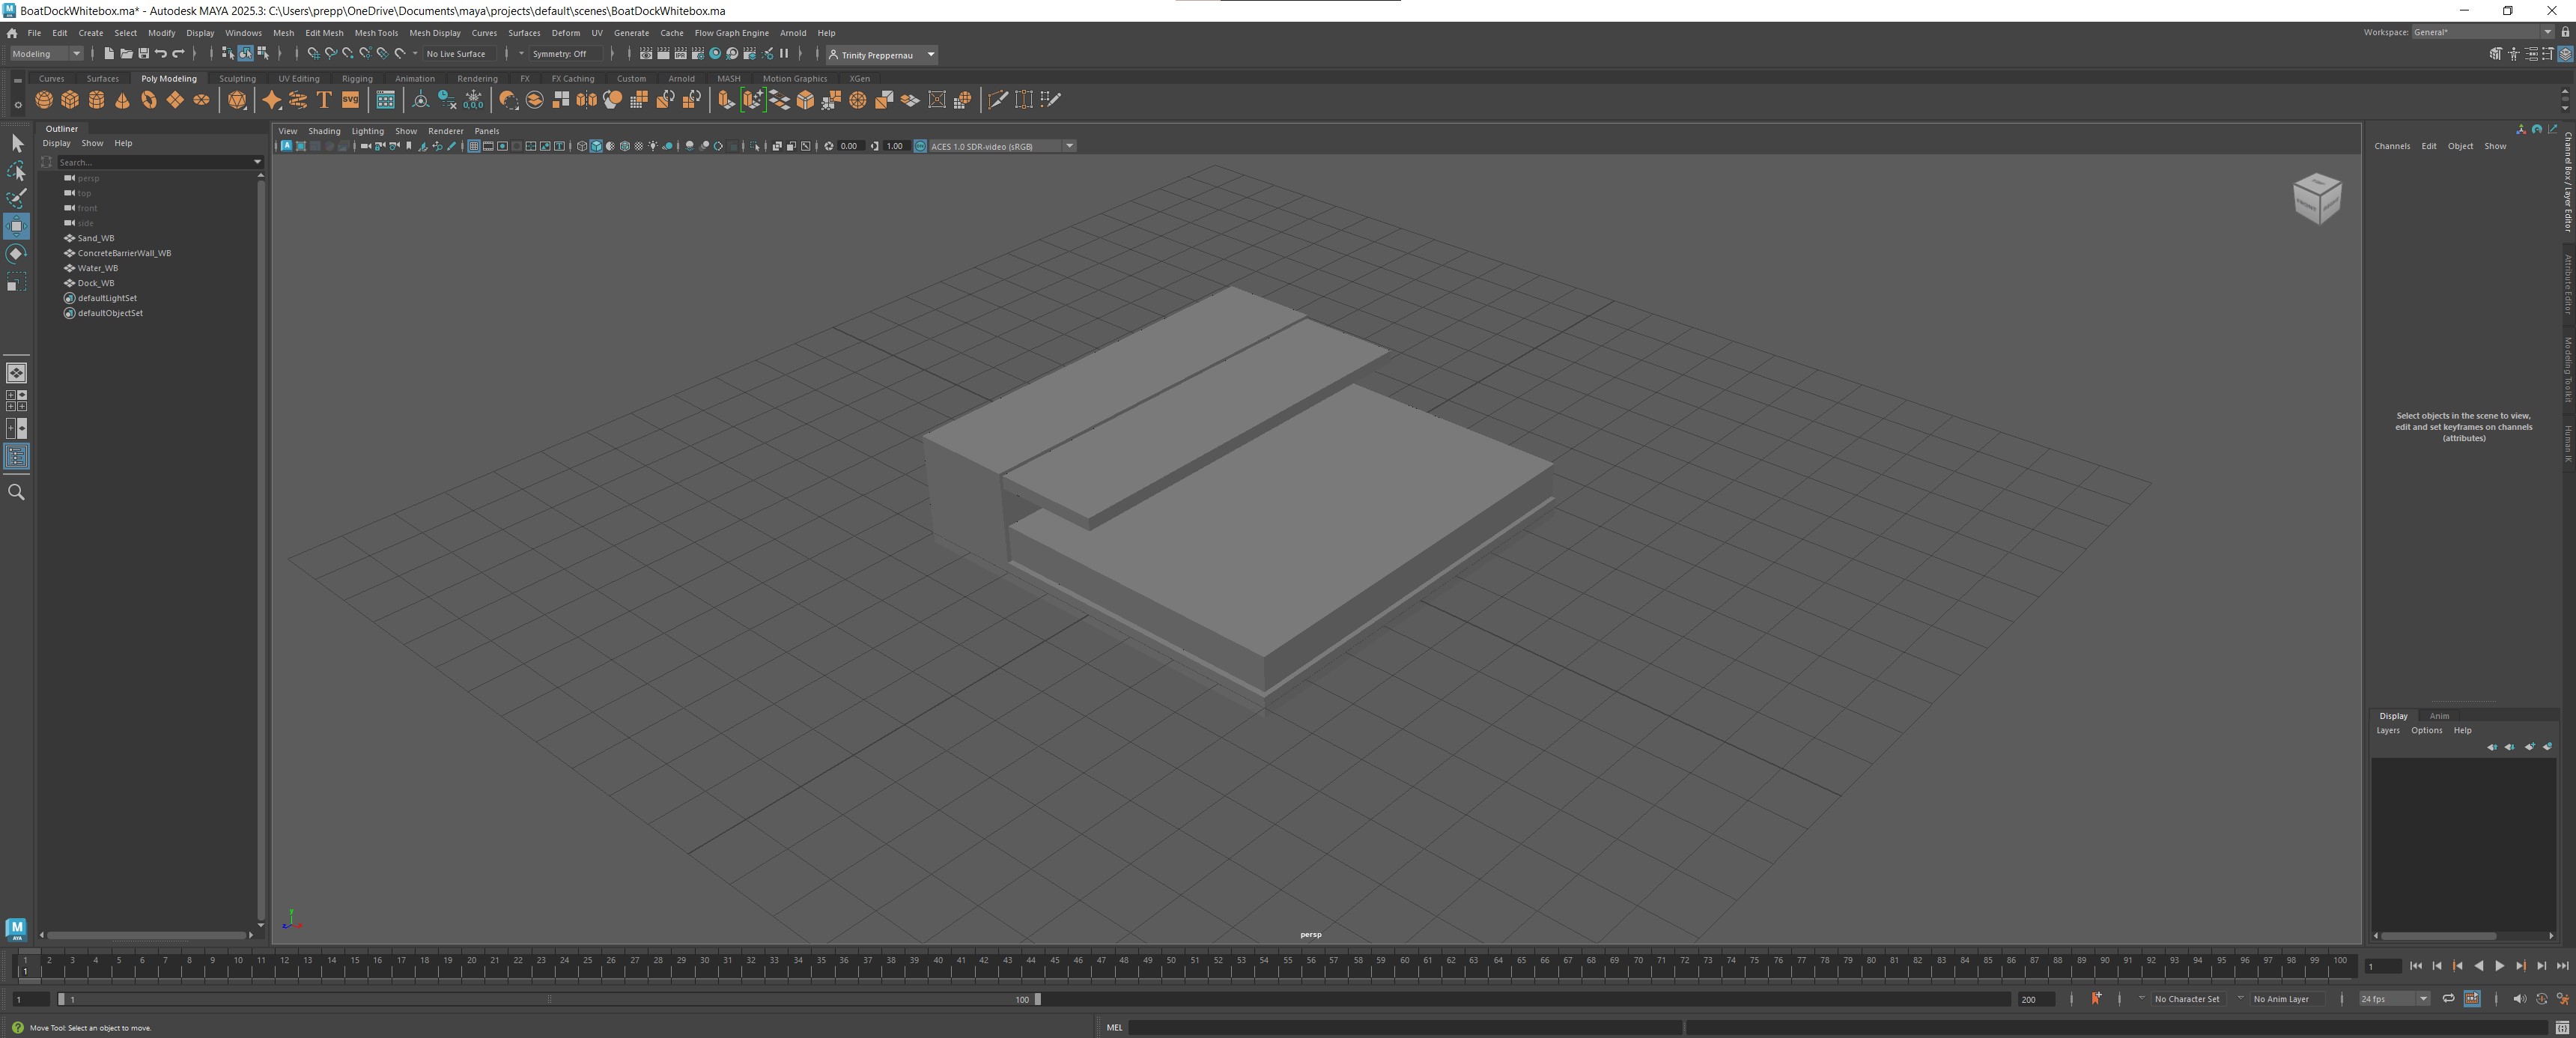 BoatDockWhitebox.ma* - Autodesk MAYA 2025.3: C:\Users\prepp\OneDrive\Documents\maya\projects\default\scenes\BoatDockWhitebox.ma
File Edit Create Select Modify Display Windows Mesh Edit Mesh Mesh Tools Mesh Display Curves Surfaces Deform UV Generate Cache Flow Graph Engine Arnold Help
Workspace: General*
Modeling No Live Surface Symmetry: Off Trinity Preppernau
Curves Surfaces Poly Modeling Sculpting UV Editing Rigging Animation Rendering FX FX Caching Custom Arnold MASH Motion Graphics XGen
Outliner
Display Show Help
Search...
persp
top
front
side
Sand_WB
ConcreteBarrierWall_WB
Water_WB
Dock_WB
defaultLightSet
defaultObjectSet
View Shading Lighting Show Renderer Panels
0.00 1.00 ACES 1.0 SDR-video (sRGB)
persp
Channels Edit Object Show
Select objects in the scene to view,
edit and set keyframes on channels
(attributes)
Channel Box / Layer Editor
Attribute Editor
Modeling Toolkit
Human IK
Display Anim
Layers Options Help
1 2 3 4 5 6 7 8 9 10 11 12 13 14 15 16 17 18 19 20 21 22 23 24 25 26 27 28 29 30 31 32 33 34 35 36 37 38 39 40 41 42 43 44 45 46 47 48 49 50 51 52 53 54 55 56 57 58 59 60 61 62 63 64 65 66 67 68 69 70 71 72 73 74 75 76 77 78 79 80 81 82 83 84 85 86 87 88 89 90 91 92 93 94 95 96 97 98 99 100
1
1
1 1 100 200 No Character Set No Anim Layer 24 fps
Move Tool: Select an object to move.
MEL